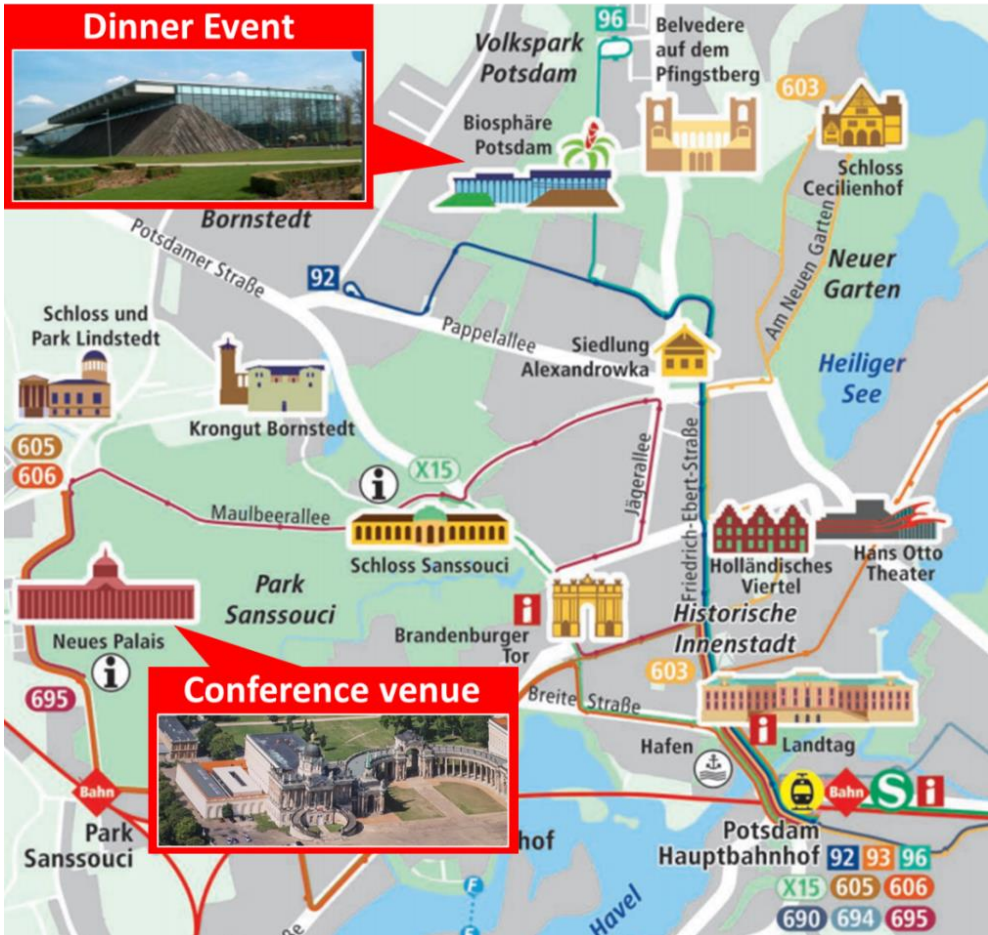 Dinner Event
96
Volkspark
Potsdam
Belvedere
auf dem
Pfingstberg
603
Biosphäre
Potsdam
Schloss
Cecilienhof
Bornstedt
Potsdamer Straße
92
Am Neuen Garten
Neuer
Garten
Schloss und
Park Lindstedt
Pappelallee
Siedlung
Alexandrowka
Heiliger
See
Krongut Bornstedt
605
606
i
X15
Maulbeerallee
Jägerallee
Friedrich-Ebert-Straße
Schloss Sanssouci
Holländisches
Viertel
Hans Otto
Theater
Park
Sanssouci
i
Brandenburger
Tor
Historische
Innenstadt
Neues Palais
i
603
695
Conference venue
Breite Straße
i
Hafen
Landtag
Bahn
Park
Sanssouci
Bahn
S
i
Potsdam
Hauptbahnhof
92
93
96
X15
605
606
690
694
695
hof
F
F
Havel
ße